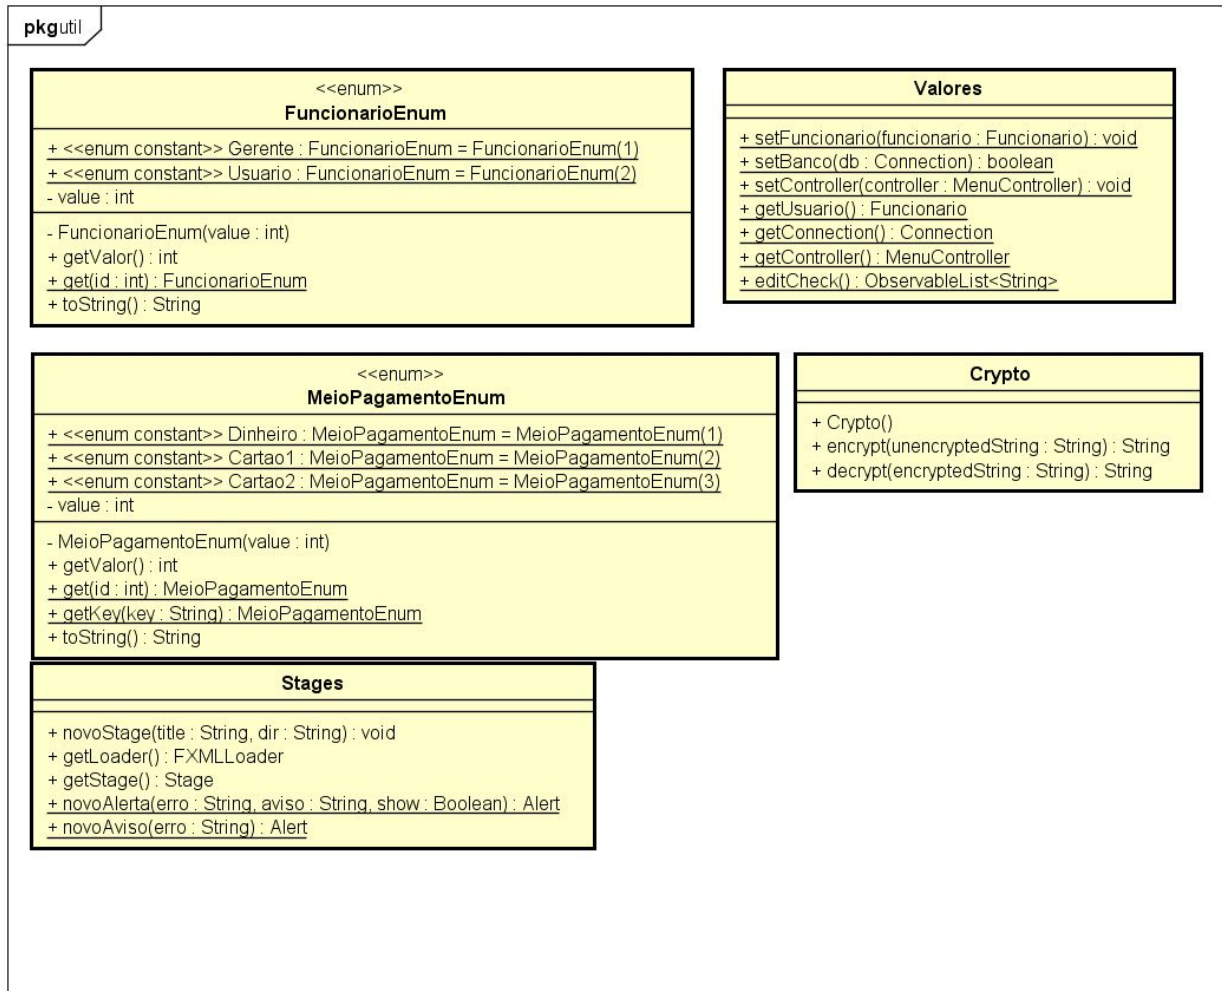 pkg util
<<enum>>
FuncionarioEnum
+ <<enum constant>> Gerente : FuncionarioEnum = FuncionarioEnum(1)
+ <<enum constant>> Usuario : FuncionarioEnum = FuncionarioEnum(2)
- value : int
- FuncionarioEnum(value : int)
+ getValor() : int
+ get(id : int) : FuncionarioEnum
+ toString() : String
Valores
+ setFuncionario(funcionario : Funcionario) : void
+ setBanco(db : Connection) : boolean
+ setController(controller : MenuController) : void
+ getUsuario() : Funcionario
+ getConnection() : Connection
+ getController() : MenuController
+ editCheck() : ObservableList<String>
<<enum>>
MeioPagamentoEnum
+ <<enum constant>> Dinheiro : MeioPagamentoEnum = MeioPagamentoEnum(1)
+ <<enum constant>> Cartao1 : MeioPagamentoEnum = MeioPagamentoEnum(2)
+ <<enum constant>> Cartao2 : MeioPagamentoEnum = MeioPagamentoEnum(3)
- value : int
- MeioPagamentoEnum(value : int)
+ getValor() : int
+ get(id : int) : MeioPagamentoEnum
+ getKey(key : String) : MeioPagamentoEnum
+ toString() : String
Crypto
+ Crypto()
+ encrypt(unencryptedString : String) : String
+ decrypt(encryptedString : String) : String
Stages
+ novoStage(title : String, dir : String) : void
+ getLoader() : FXMLLoader
+ getStage() : Stage
+ novoAlerta(erro : String, aviso : String, show : Boolean) : Alert
+ novoAviso(erro : String) : Alert